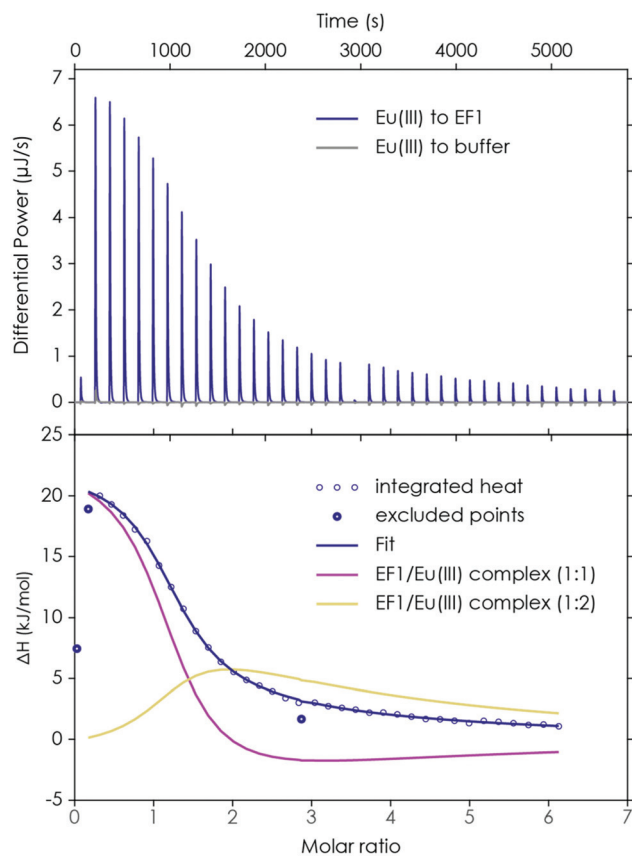 Time (s)
0 1000 2000 3000 4000 5000
7
6
5
4
3
2
1
0
Differential Power (µJ/s)
Eu(III) to EF1
Eu(III) to buffer
25
20
15
10
5
0
-5
ΔH (kJ/mol)
integrated heat
excluded points
Fit
EF1/Eu(III) complex (1:1)
EF1/Eu(III) complex (1:2)
0 1 2 3 4 5 6 7
Molar ratio